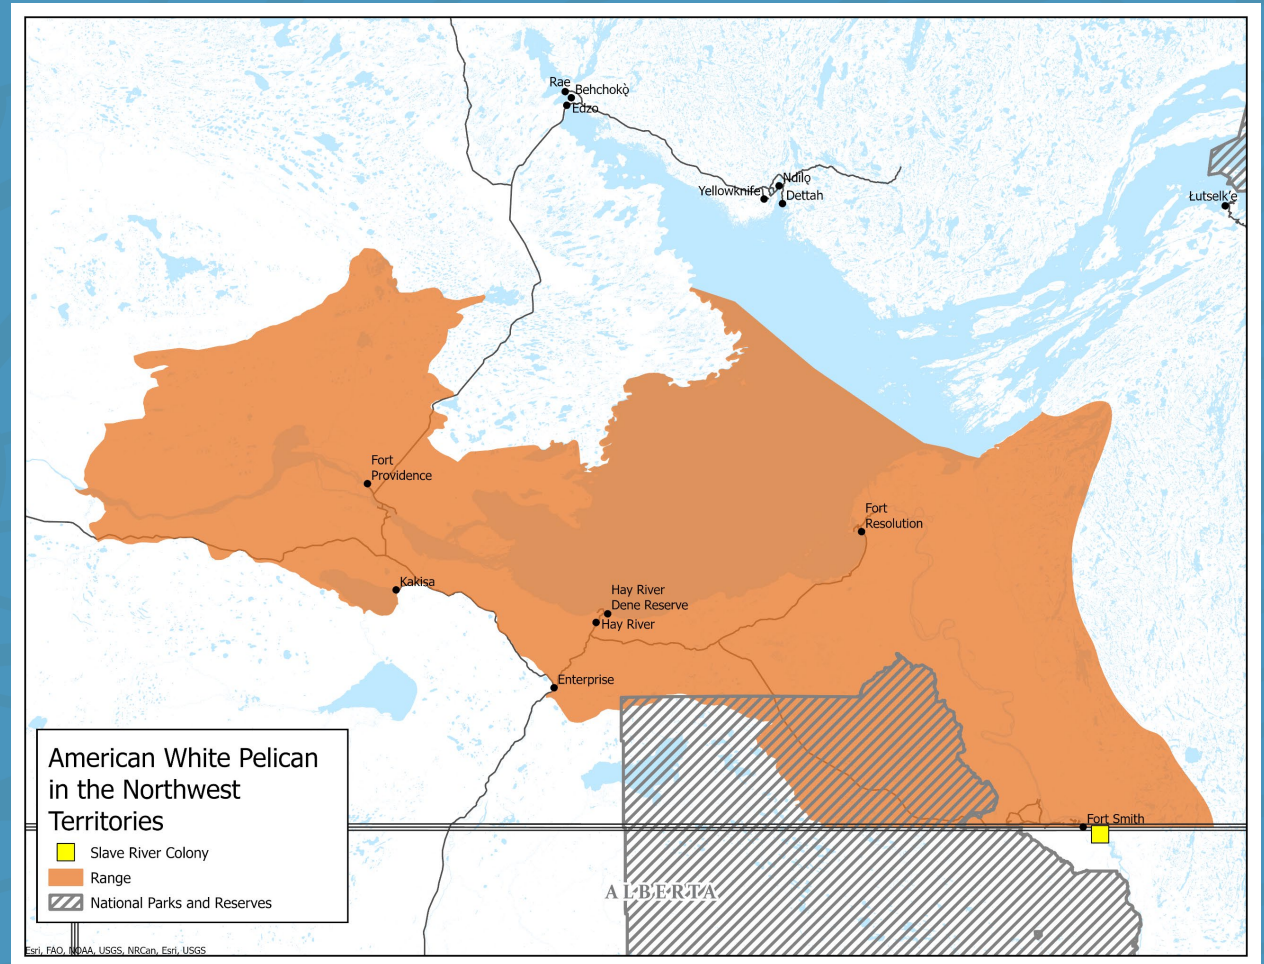 Rae
Behchokǫ̀
Edzo
Ndilǫ
Yellowknife
Dettah
Łutselk'e
Fort
Providence
Fort
Resolution
Kakisa
Hay River
Dene Reserve
Hay River
Enterprise
Fort Smith
ALBERTA
American White Pelican
in the Northwest
Territories
Slave River Colony
Range
National Parks and Reserves
Esri, FAO, NOAA, USGS, NRCan, Esri, USGS